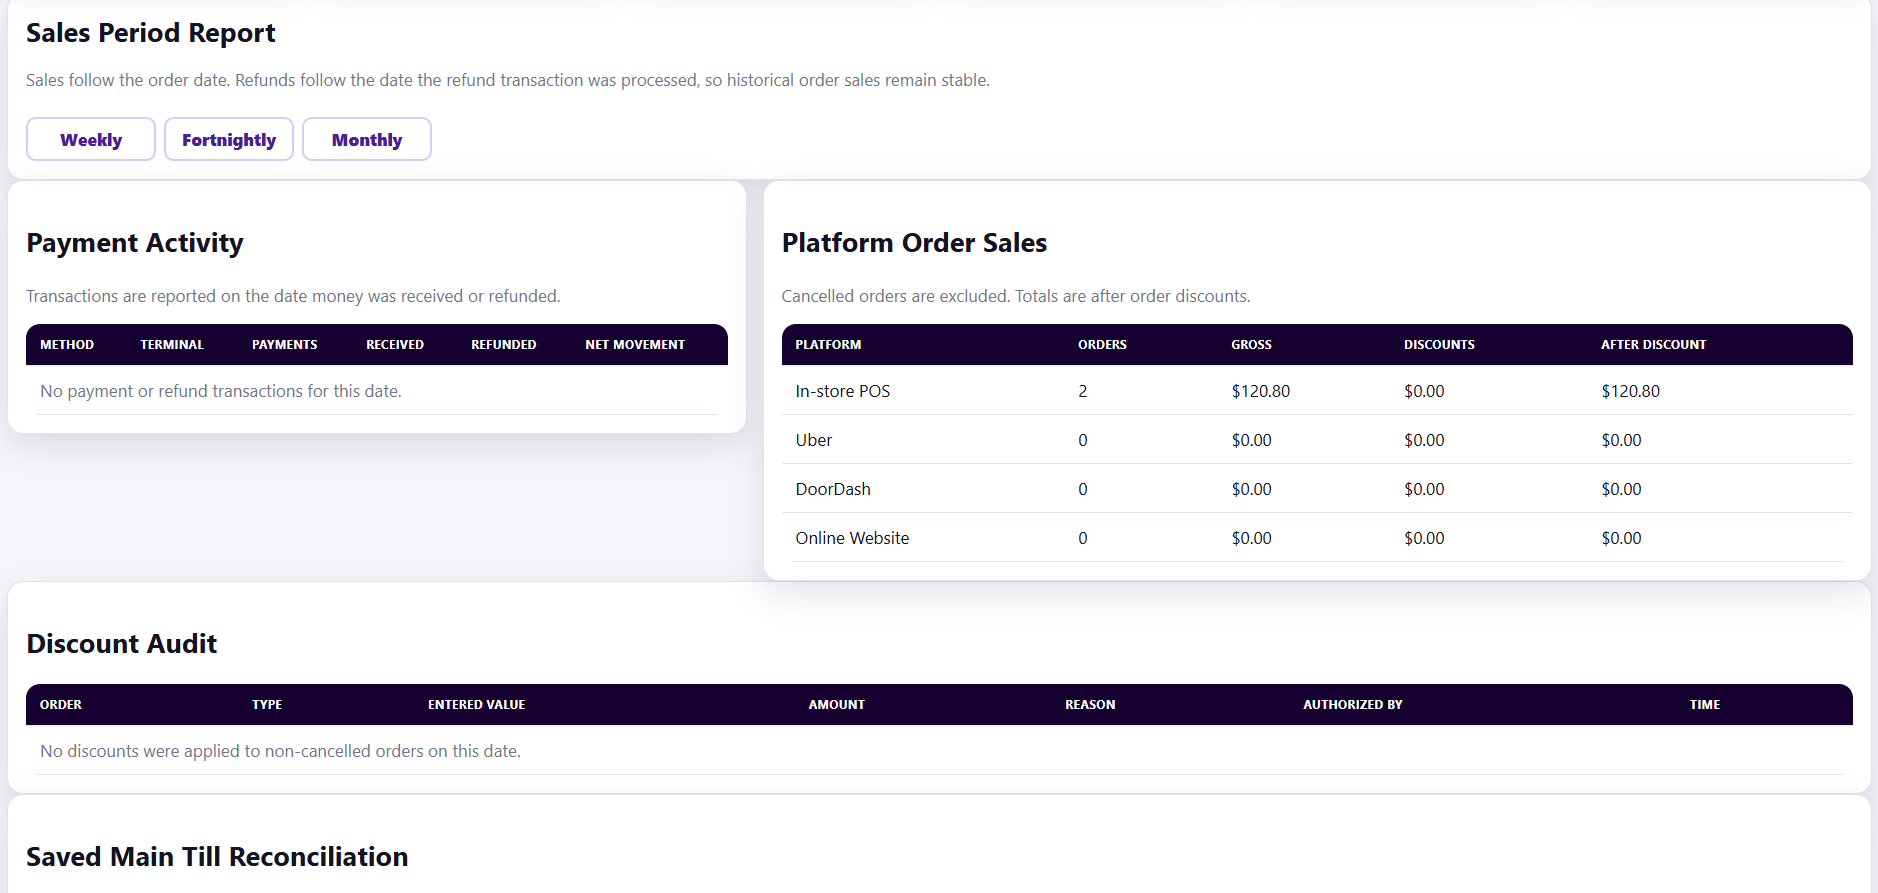 Sales Period Report
Sales follow the order date. Refunds follow the date the refund transaction was processed, so historical order sales remain stable.
Weekly Fortnightly Monthly
Payment Activity
Transactions are reported on the date money was received or refunded.
METHOD TERMINAL PAYMENTS RECEIVED REFUNDED NET MOVEMENT
No payment or refund transactions for this date.
Platform Order Sales
Cancelled orders are excluded. Totals are after order discounts.
PLATFORM ORDERS GROSS DISCOUNTS AFTER DISCOUNT
In-store POS 2 $120.80 $0.00 $120.80
Uber 0 $0.00 $0.00 $0.00
DoorDash 0 $0.00 $0.00 $0.00
Online Website 0 $0.00 $0.00 $0.00
Discount Audit
ORDER TYPE ENTERED VALUE AMOUNT REASON AUTHORIZED BY TIME
No discounts were applied to non-cancelled orders on this date.
Saved Main Till Reconciliation